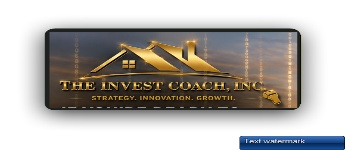 THE INVEST COACH, INC.
STRATEGY. INNOVATION. GROWTH.
Text watermark